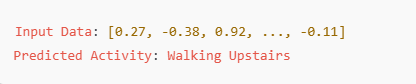 Input Data: [0.27, -0.38, 0.92, ..., -0.11]
Predicted Activity: Walking Upstairs